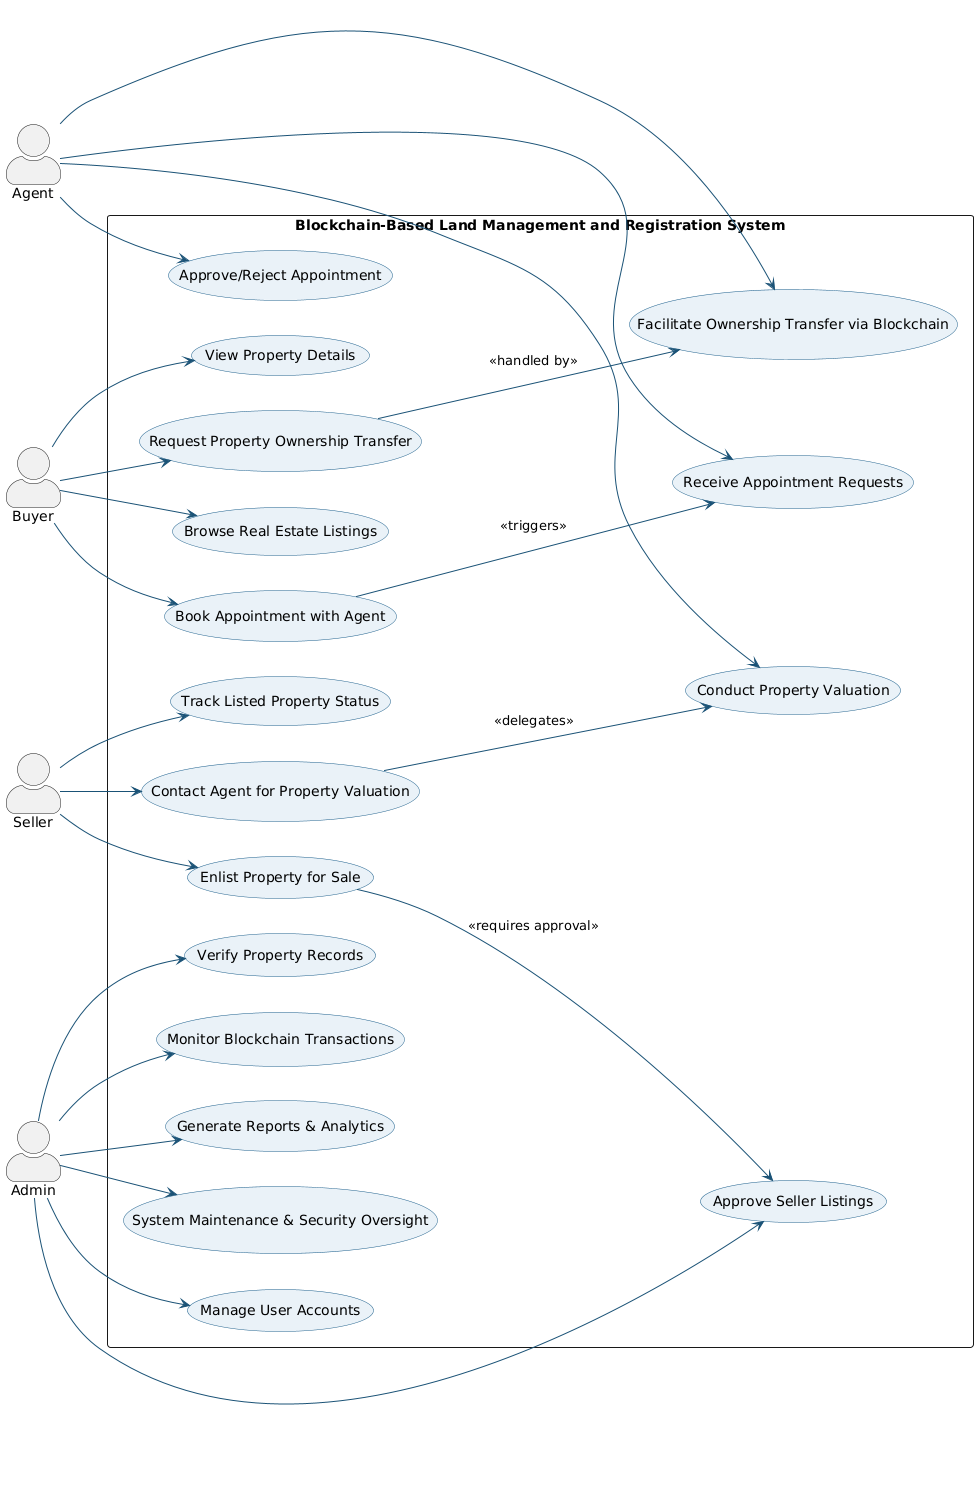 Agent
Blockchain-Based Land Management and Registration System
Approve/Reject Appointment
Facilitate Ownership Transfer via Blockchain
View Property Details
«handled by»
Request Property Ownership Transfer
Receive Appointment Requests
Buyer
«triggers»
Browse Real Estate Listings
Book Appointment with Agent
Conduct Property Valuation
Track Listed Property Status
«delegates»
Contact Agent for Property Valuation
Seller
Enlist Property for Sale
«requires approval»
Verify Property Records
Monitor Blockchain Transactions
Generate Reports & Analytics
Admin
Approve Seller Listings
System Maintenance & Security Oversight
Manage User Accounts